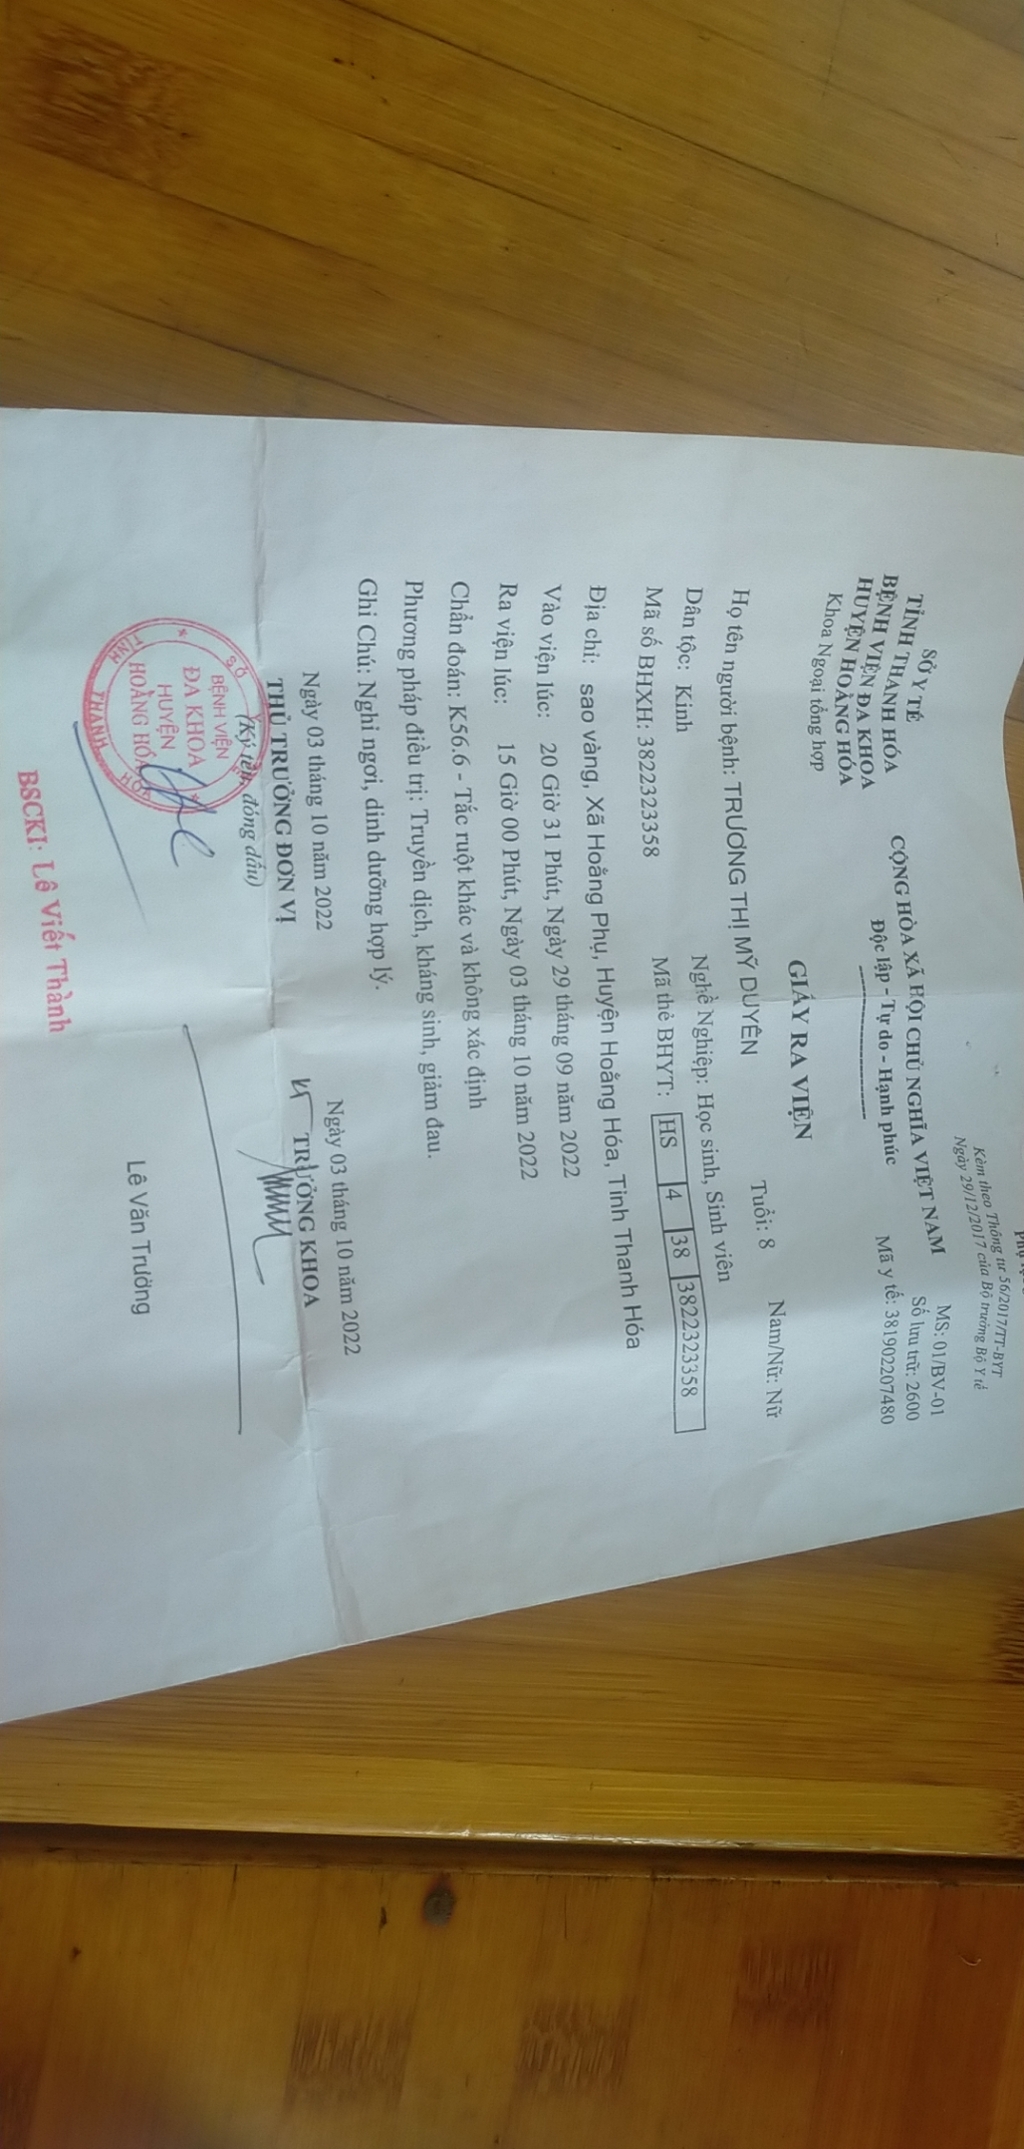 Kèm theo Thông tư 56/2017/TT-BYT
Ngày 29/12/2017 của Bộ trưởng Bộ Y tế
SỞ Y TẾ
TỈNH THANH HÓA
BỆNH VIỆN ĐA KHOA
HUYỆN HOẰNG HÓA
Khoa Ngoại tổng hợp
CỘNG HÒA XÃ HỘI CHỦ NGHĨA VIỆT NAM
Độc lập - Tự do - Hạnh phúc
MS: 01/BV-01
Số lưu trữ: 2600
Mã y tế: 381902207480
GIẤY RA VIỆN
Họ tên người bệnh: TRƯƠNG THỊ MỸ DUYÊN Tuổi: 8 Nam/Nữ: Nữ
Dân tộc: Kinh Nghề Nghiệp: Học sinh, Sinh viên
Mã số BHXH: 3822323358 Mã thẻ BHYT: HS 4 38 3822323358
Địa chỉ: sao vàng, Xã Hoằng Phụ, Huyện Hoằng Hóa, Tỉnh Thanh Hóa
Vào viện lúc: 20 Giờ 31 Phút, Ngày 29 tháng 09 năm 2022
Ra viện lúc: 15 Giờ 00 Phút, Ngày 03 tháng 10 năm 2022
Chẩn đoán: K56.6 - Tắc ruột khác và không xác định
Phương pháp điều trị: Truyền dịch, kháng sinh, giảm đau.
Ghi Chú: Nghỉ ngơi, dinh dưỡng hợp lý.
Ngày 03 tháng 10 năm 2022
THỦ TRƯỞNG ĐƠN VỊ
(Ký tên, đóng dấu)
SỞ Y TẾ
BỆNH VIỆN
ĐA KHOA
HUYỆN
HOẰNG HÓA
TỈNH THANH HÓA
BSCKI: Lê Viết Thành
Ngày 03 tháng 10 năm 2022
TRƯỞNG KHOA
Lê Văn Trường